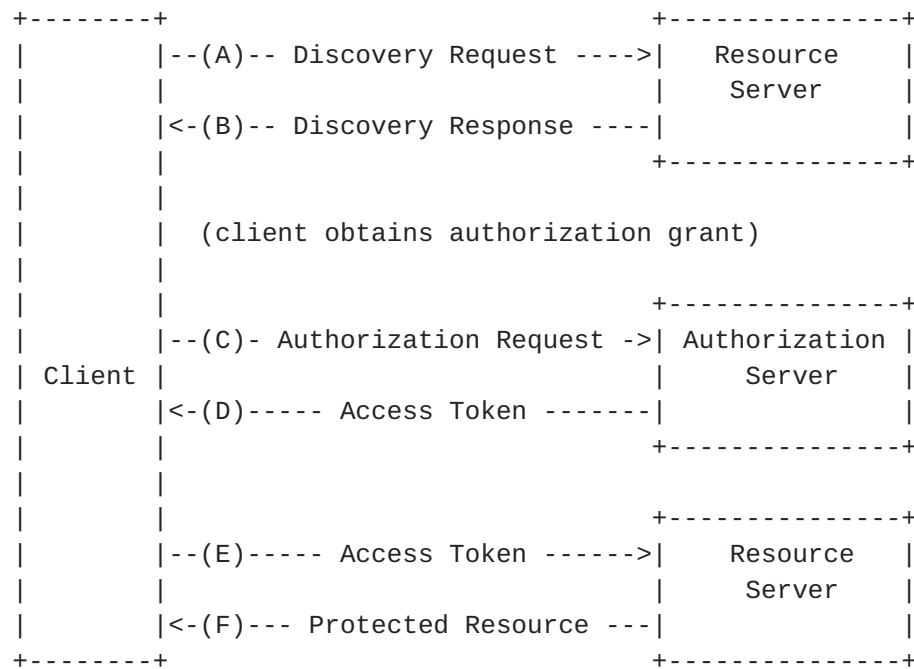 +--------+                               +---------------+
|        |--(A)-- Discovery Request ---->|   Resource    |
|        |                               |    Server     |
|        |<-(B)-- Discovery Response ----|               |
|        |                               +---------------+
|        |
|        |  (client obtains authorization grant)
|        |
|        |                               +---------------+
|        |--(C)- Authorization Request ->| Authorization |
| Client |                               |     Server    |
|        |<-(D)----- Access Token -------|               |
|        |                               +---------------+
|        |
|        |                               +---------------+
|        |--(E)----- Access Token ------>|    Resource   |
|        |                               |     Server    |
|        |<-(F)--- Protected Resource ---|               |
+--------+                               +---------------+